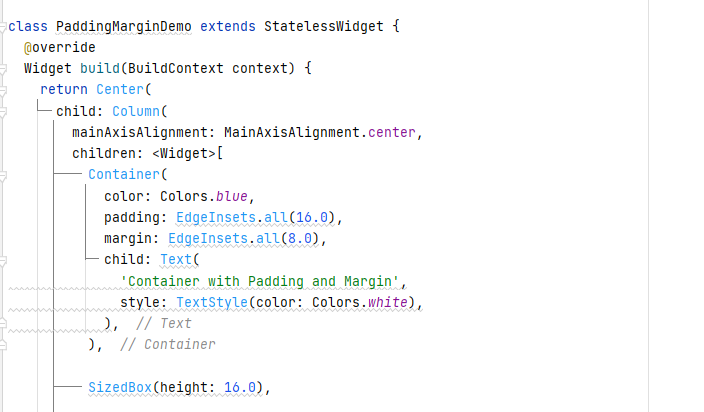 class PaddingMarginDemo extends StatelessWidget {
@override
Widget build(BuildContext context) {
return Center(
child: Column(
mainAxisAlignment: MainAxisAlignment.center,
children: <Widget>[
Container(
color: Colors.blue,
padding: EdgeInsets.all(16.0),
margin: EdgeInsets.all(8.0),
child: Text(
'Container with Padding and Margin',
style: TextStyle(color: Colors.white),
),  // Text
),  // Container
SizedBox(height: 16.0),